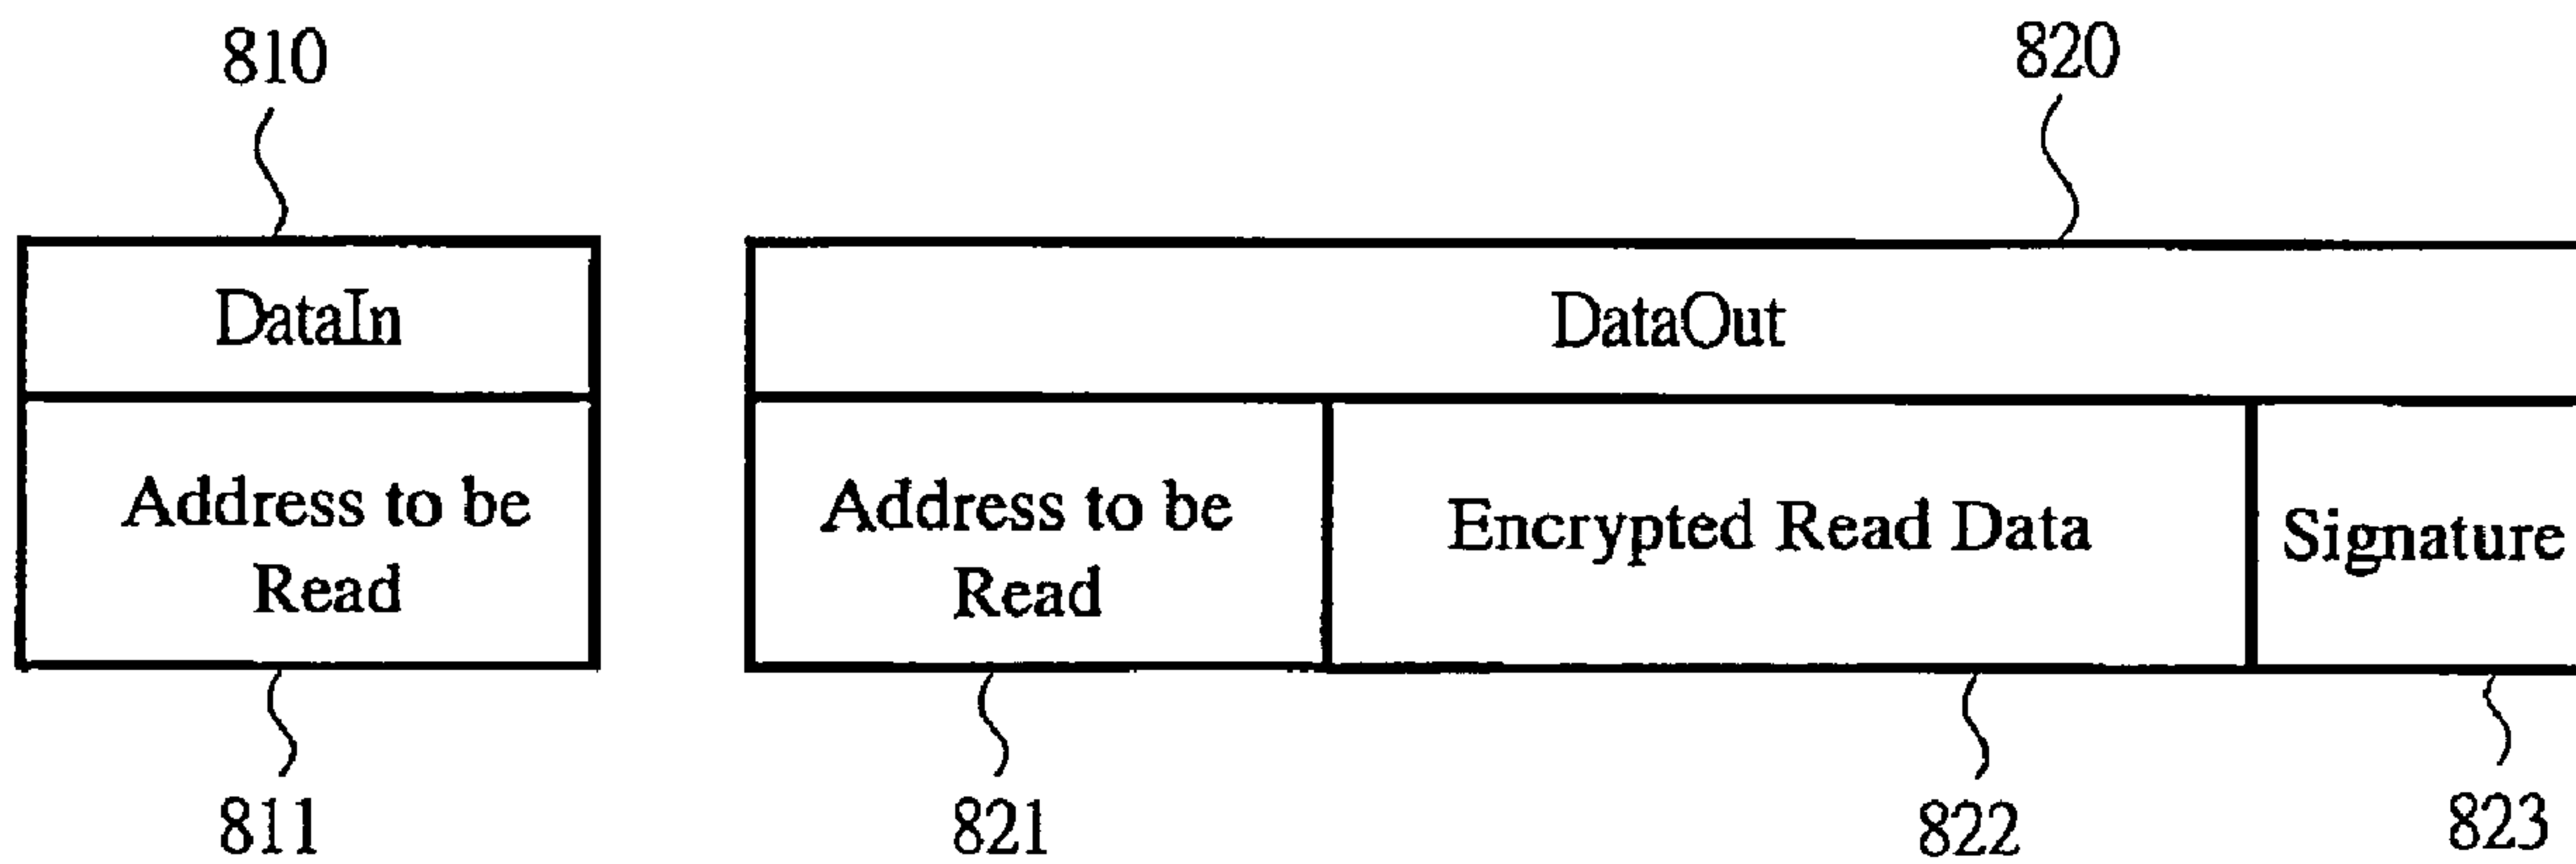 810
820
DataIn
DataOut
Address to be
Read
Address to be
Read
Encrypted Read Data
Signature
811
821
822
823